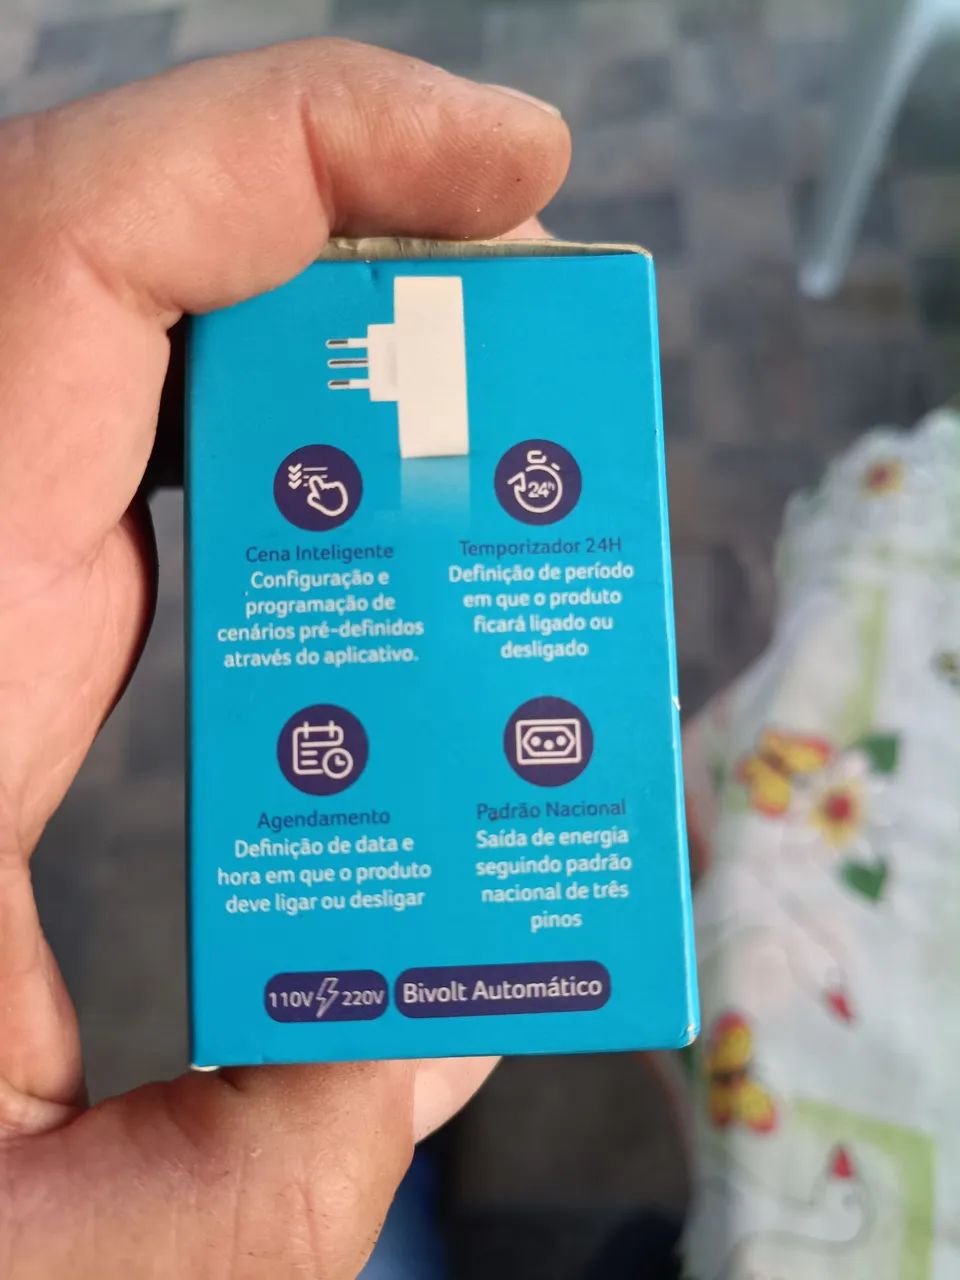 24h
Cena Inteligente
Configuração e
programação de
cenários pré-definidos
através do aplicativo.
Temporizador 24H
Definição de período
em que o produto
ficará ligado ou
desligado
Agendamento
Definição de data e
hora em que o produto
deve ligar ou desligar
Padrão Nacional
Saída de energia
seguindo padrão
nacional de três
pinos
110V 220V
Bivolt Automático